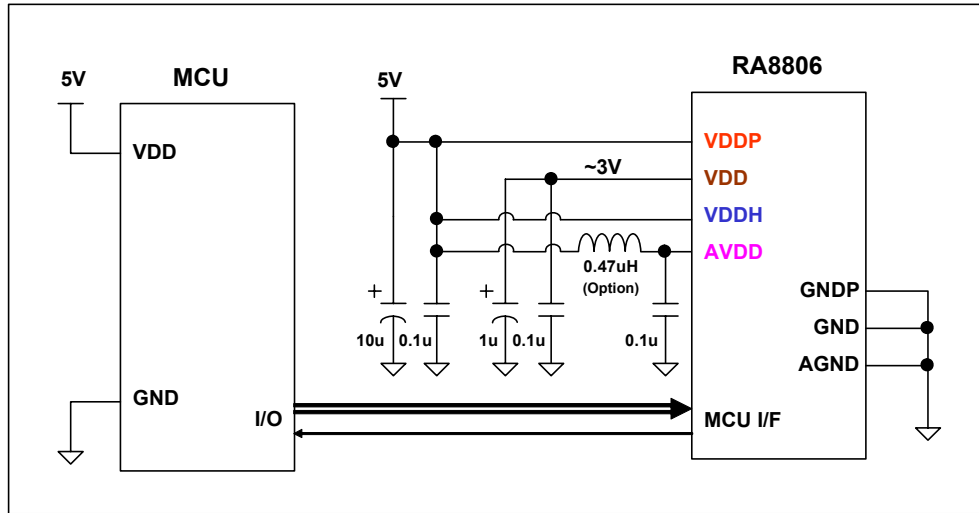 RA8806
MCU
5V
5V
VDD
VDDP
~3V
VDD
VDDH
AVDD
0.47uH
(Option)
GNDP
GND
AGND
+
+
10u
0.1u
1u
0.1u
0.1u
GND
I/O
MCU I/F